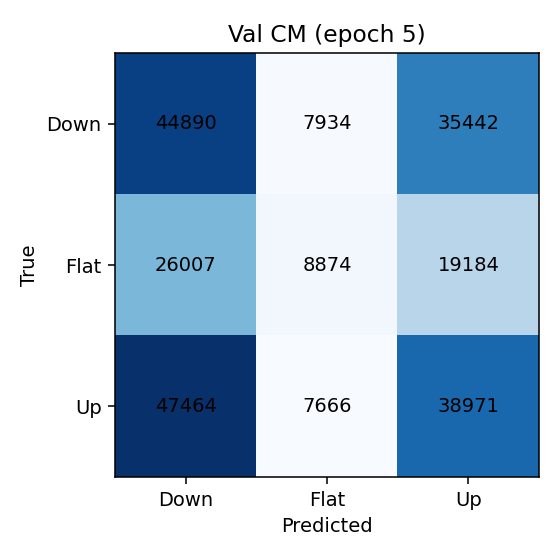 Val CM (epoch 5)
Down 44890 7934 35442
Flat 26007 8874 19184
Up 47464 7666 38971
True
Down Flat Up
Predicted